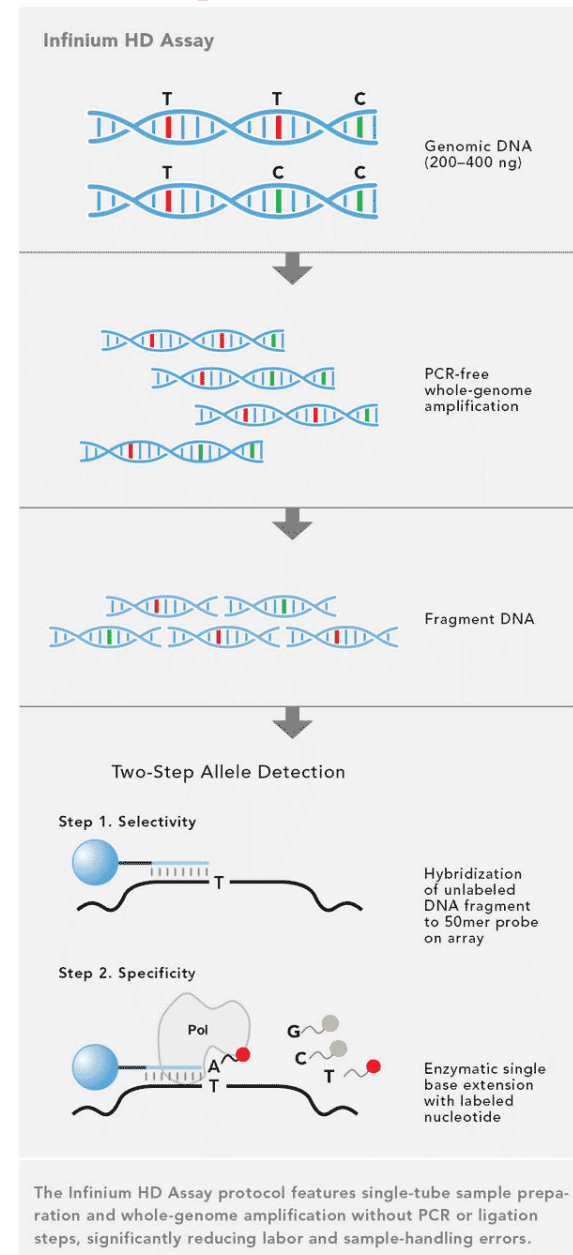 Infinium HD Assay
T T C
T C C
Genomic DNA
(200–400 ng)
PCR-free
whole-genome
amplification
Fragment DNA
Two-Step Allele Detection
Step 1. Selectivity
T
Hybridization
of unlabeled
DNA fragment
to 50mer probe
on array
Step 2. Specificity
Pol
G
C
A
T
T
Enzymatic single
base extension
with labeled
nucleotide
The Infinium HD Assay protocol features single-tube sample prepa-
ration and whole-genome amplification without PCR or ligation
steps, significantly reducing labor and sample-handling errors.